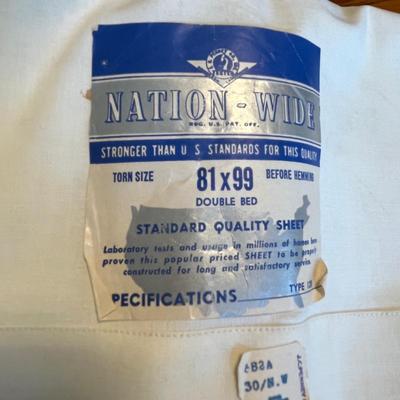 NATION-WIDE
REG. U.S. PAT. OFF.
STRONGER THAN U S STANDARDS FOR THIS QUALITY
TORN SIZE 81x99 BEFORE HEMMING
DOUBLE BED
STANDARD QUALITY SHEET
Laboratory tests and usage in millions of homes have
proven this popular priced SHEET to be properly
constructed for long and satisfactory service.
PECIFICATIONS TYPE
682A
30/N.W